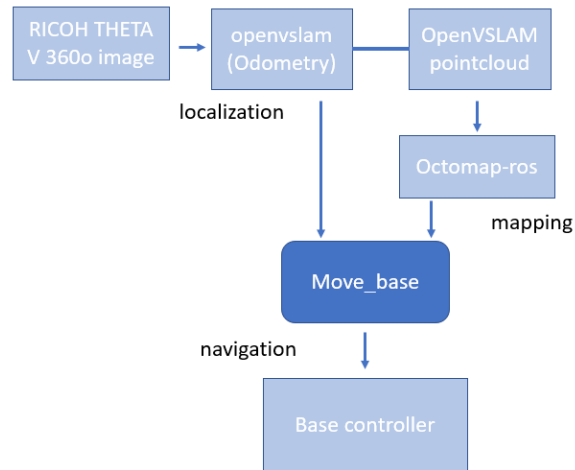 RICOH THETA
V 360o image
openvslam
(Odometry)
OpenVSLAM
pointcloud
localization
Octomap-ros
mapping
Move_base
navigation
Base controller